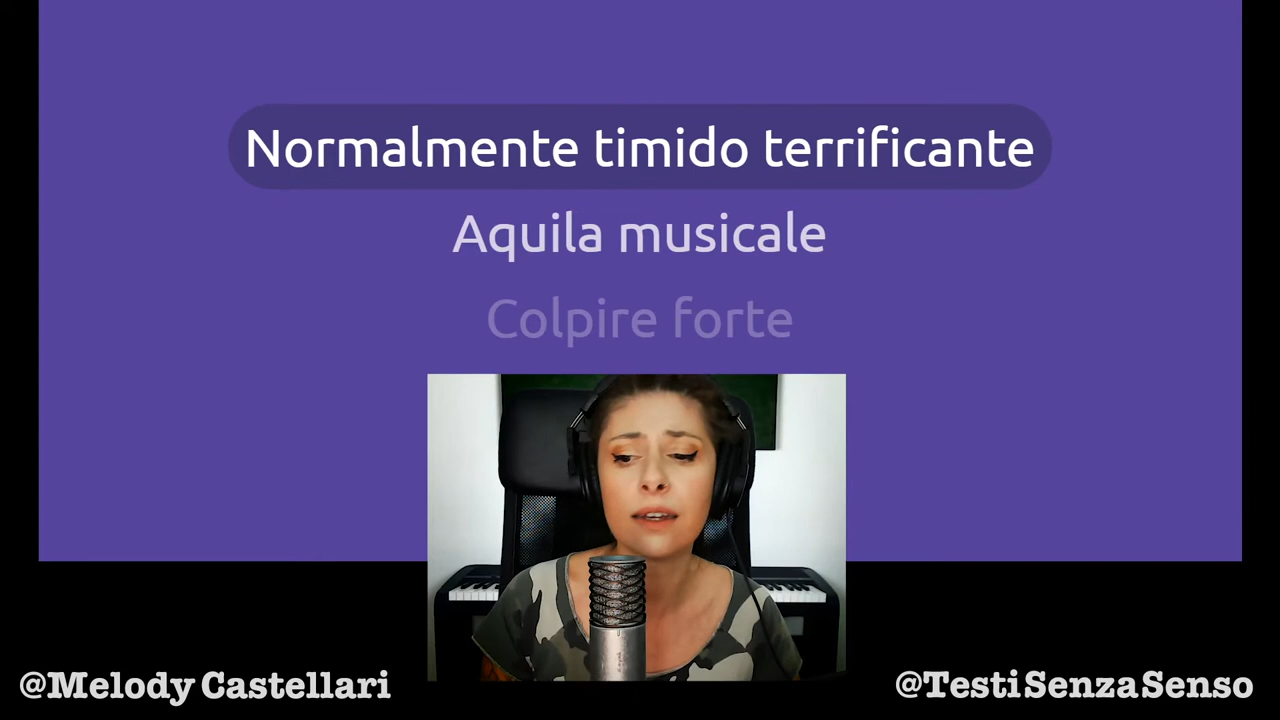 Normalmente timido terrificante
Aquila musicale
Colpire forte
@Melody Castellari
@TestiSenzaSenso